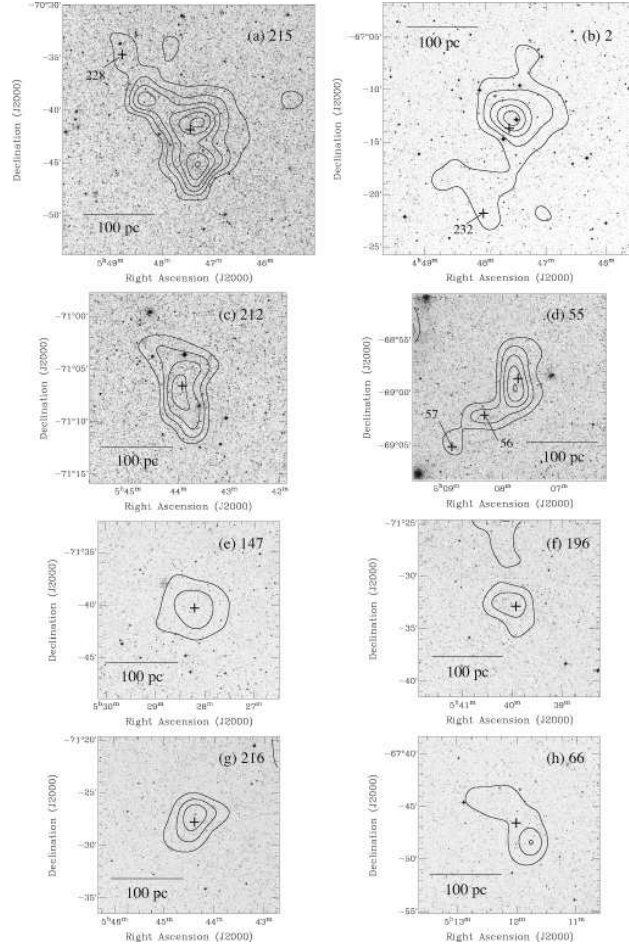 (a) 215
-70°20'
-35'
-40'
-45'
-50'
228
100 pc
5ʰ49ᵐ 48ᵐ 47ᵐ 46ᵐ
Right Ascension (J2000)
Declination (J2000)
(b) 2
100 pc
-67°05'
-10'
-15'
-20'
-25'
232
Right Ascension (J2000)
Declination (J2000)
(c) 212
-71°00'
-71°05'
-71°10'
-71°15'
100 pc
5ʰ45ᵐ 44ᵐ 43ᵐ 42ᵐ
Right Ascension (J2000)
Declination (J2000)
(d) 55
-68°55'
-69°00'
-69°05'
57
56
100 pc
5ʰ09ᵐ 08ᵐ 07ᵐ
Right Ascension (J2000)
Declination (J2000)
(e) 147
-71°35'
-40'
-45'
100 pc
5ʰ30ᵐ 29ᵐ 28ᵐ 27ᵐ
Right Ascension (J2000)
Declination (J2000)
(f) 196
-71°25'
-30'
-35'
-40'
100 pc
5ʰ41ᵐ 40ᵐ 39ᵐ
Right Ascension (J2000)
Declination (J2000)
(g) 216
-71°20'
-25'
-30'
-35'
100 pc
5ʰ46ᵐ 45ᵐ 44ᵐ 43ᵐ
Right Ascension (J2000)
Declination (J2000)
(h) 66
-67°40'
-45'
-50'
-55'
100 pc
5ʰ13ᵐ 12ᵐ 11ᵐ
Right Ascension (J2000)
Declination (J2000)